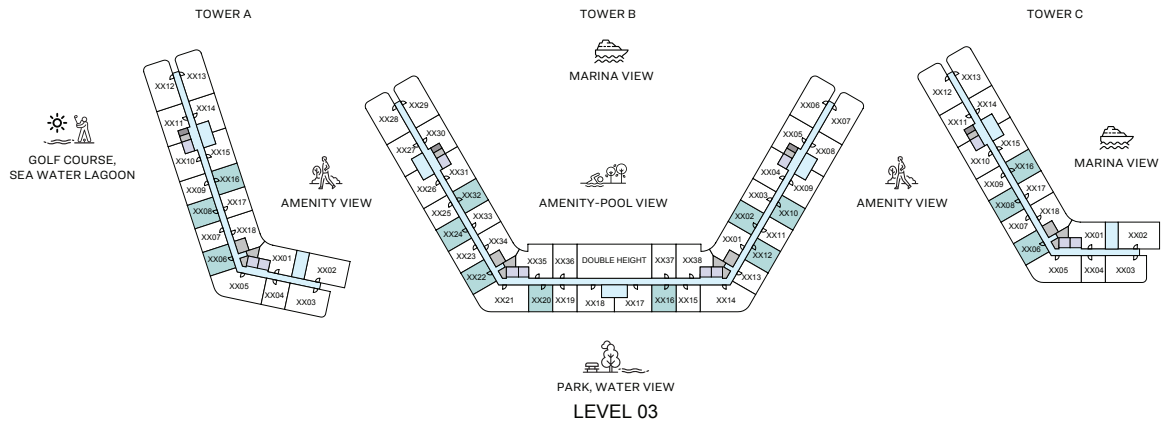 TOWER A
TOWER B
TOWER C
MARINA VIEW
GOLF COURSE,
SEA WATER LAGOON
AMENITY VIEW
AMENITY-POOL VIEW
AMENITY VIEW
MARINA VIEW
XX12
XX13
XX14
XX11
XX15
XX10
XX16
XX09
XX17
XX08
XX18
XX07
XX06
XX01
XX02
XX05
XX04
XX03
XX29
XX28
XX30
XX27
XX31
XX26
XX32
XX25
XX33
XX24
XX34
XX23
XX22
XX35
XX36
DOUBLE HEIGHT
XX37
XX38
XX21
XX20
XX19
XX18
XX17
XX16
XX15
XX14
XX06
XX07
XX05
XX08
XX04
XX09
XX03
XX10
XX02
XX11
XX01
XX12
XX13
XX13
XX12
XX14
XX11
XX15
XX10
XX16
XX09
XX17
XX08
XX18
XX07
XX06
XX01
XX02
XX05
XX04
XX03
PARK, WATER VIEW
LEVEL 03